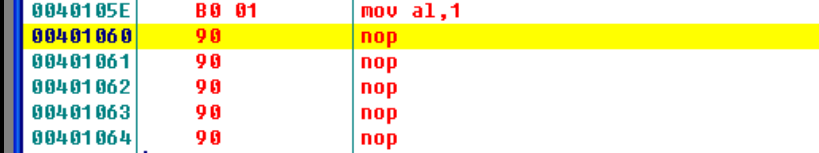 0040105E B0 01 mov al,1
00401060 90 nop
00401061 90 nop
00401062 90 nop
00401063 90 nop
00401064 90 nop